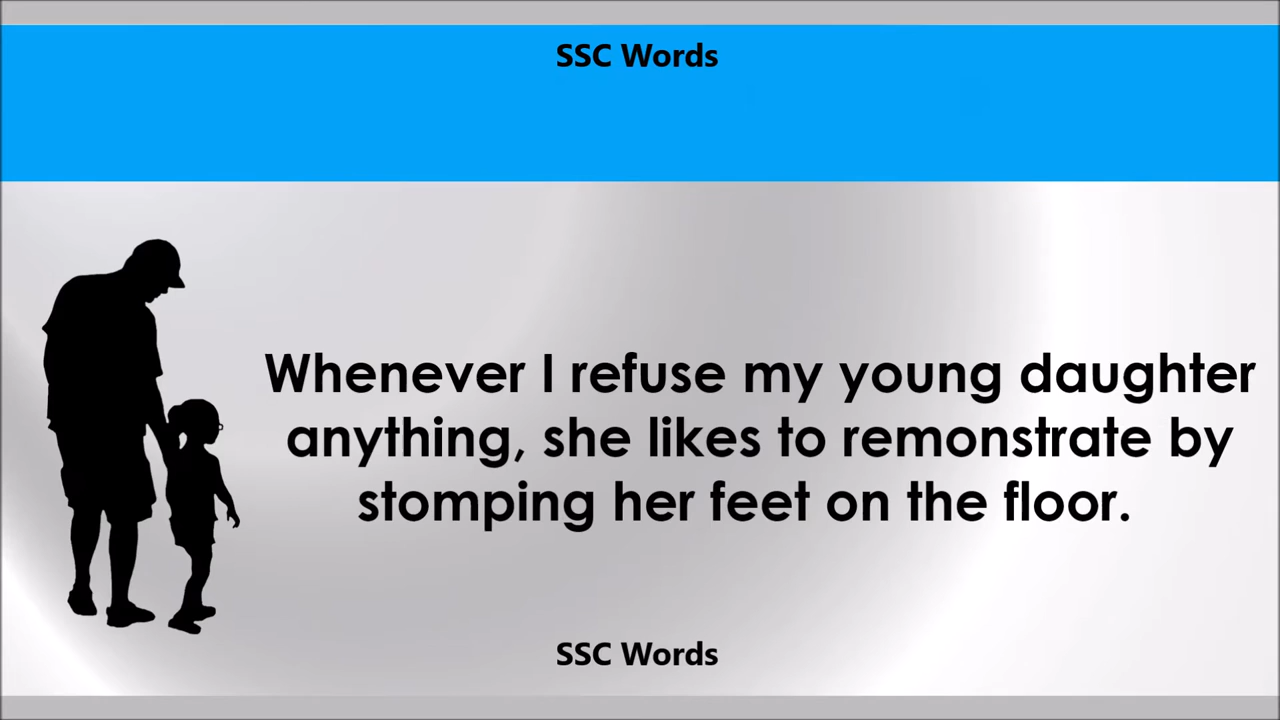 SSC Words
Whenever I refuse my young daughter
anything, she likes to remonstrate by
stomping her feet on the floor.
SSC Words